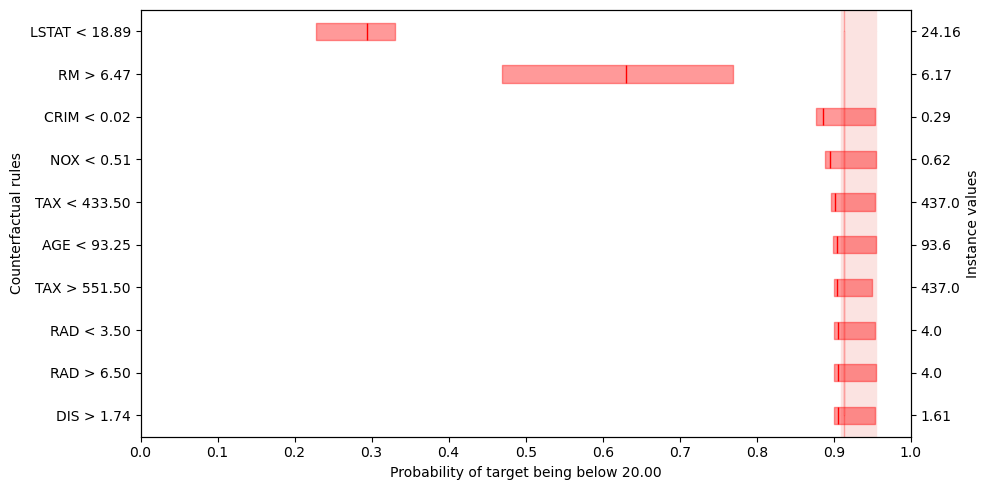 LSTAT < 18.89
24.16
RM > 6.47
6.17
CRIM < 0.02
0.29
NOX < 0.51
0.62
TAX < 433.50
437.0
AGE < 93.25
93.6
TAX > 551.50
437.0
RAD < 3.50
4.0
RAD > 6.50
4.0
DIS > 1.74
1.61
Counterfactual rules
Instance values
0.0 0.1 0.2 0.3 0.4 0.5 0.6 0.7 0.8 0.9 1.0
Probability of target being below 20.00